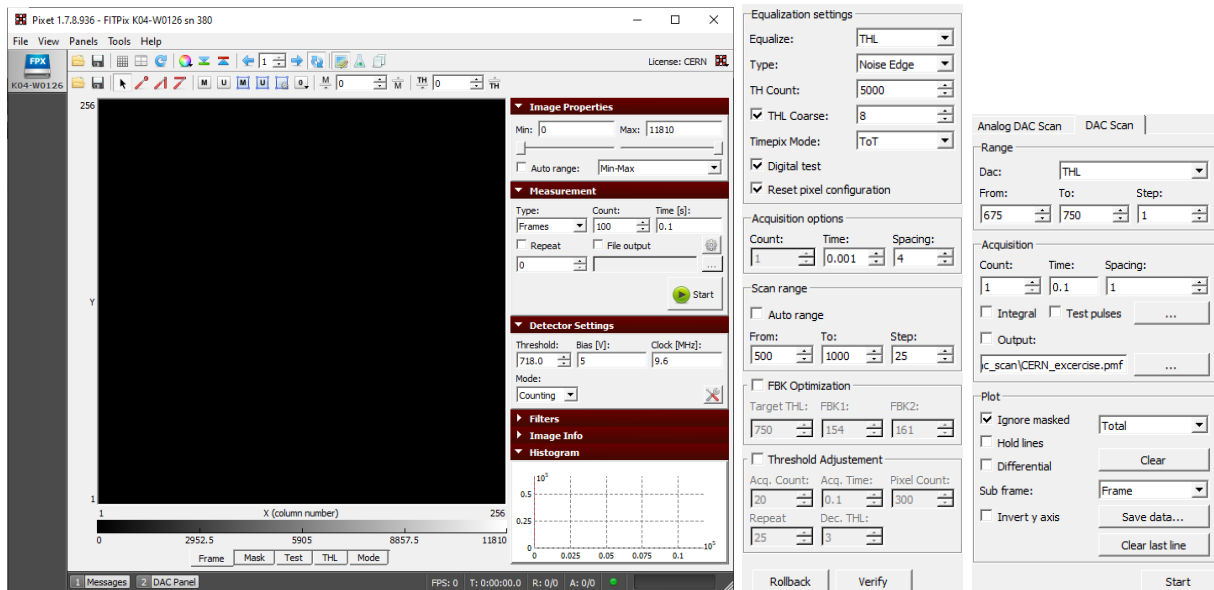 Pixet 1.7.8.936 - FITPix K04-W0126 sn 380
File View Panels Tools Help
FPX
K04-W0126
1
License: CERN
M U M U
M 0 M
TH 0 TH
256
Y
1
1 X (column number) 256
0 2952.5 5905 8857.5 11810
Frame Mask Test THL Mode
Image Properties
Min: 0 Max: 11810
Auto range: Min-Max
Measurement
Type: Count: Time [s]:
Frames 100 0.1
Repeat File output
0 ...
Start
Detector Settings
Threshold: Bias [V]: Clock [MHz]:
718.0 5 9.6
Mode:
Counting
Filters
Image Info
Histogram
10⁵
0.5
0.25
0
0 0.025 0.05 0.075 0.1 10⁵
1 Messages 2 DAC Panel
FPS: 0 T: 0:00:00.0 R: 0/0 A: 0/0
Equalization settings
Equalize: THL
Type: Noise Edge
TH Count: 5000
THL Coarse: 8
Timepix Mode: ToT
Digital test
Reset pixel configuration
Acquisition options
Count: Time: Spacing:
1 0.001 4
Scan range
Auto range
From: To: Step:
500 1000 25
FBK Optimization
Target THL: FBK1: FBK2:
750 154 161
Threshold Adjustement
Acq. Count: Acq. Time: Pixel Count:
20 0.1 300
Repeat Dec. THL:
25 3
Rollback Verify
Analog DAC Scan DAC Scan
Range
Dac: THL
From: To: Step:
675 750 1
Acquisition
Count: Time: Spacing:
1 0.1 1
Integral Test pulses ...
Output:
c_scan\CERN_excercise.pmf ...
Plot
Ignore masked Total
Hold lines
Differential Clear
Sub frame: Frame
Invert y axis Save data...
Clear last line
Start